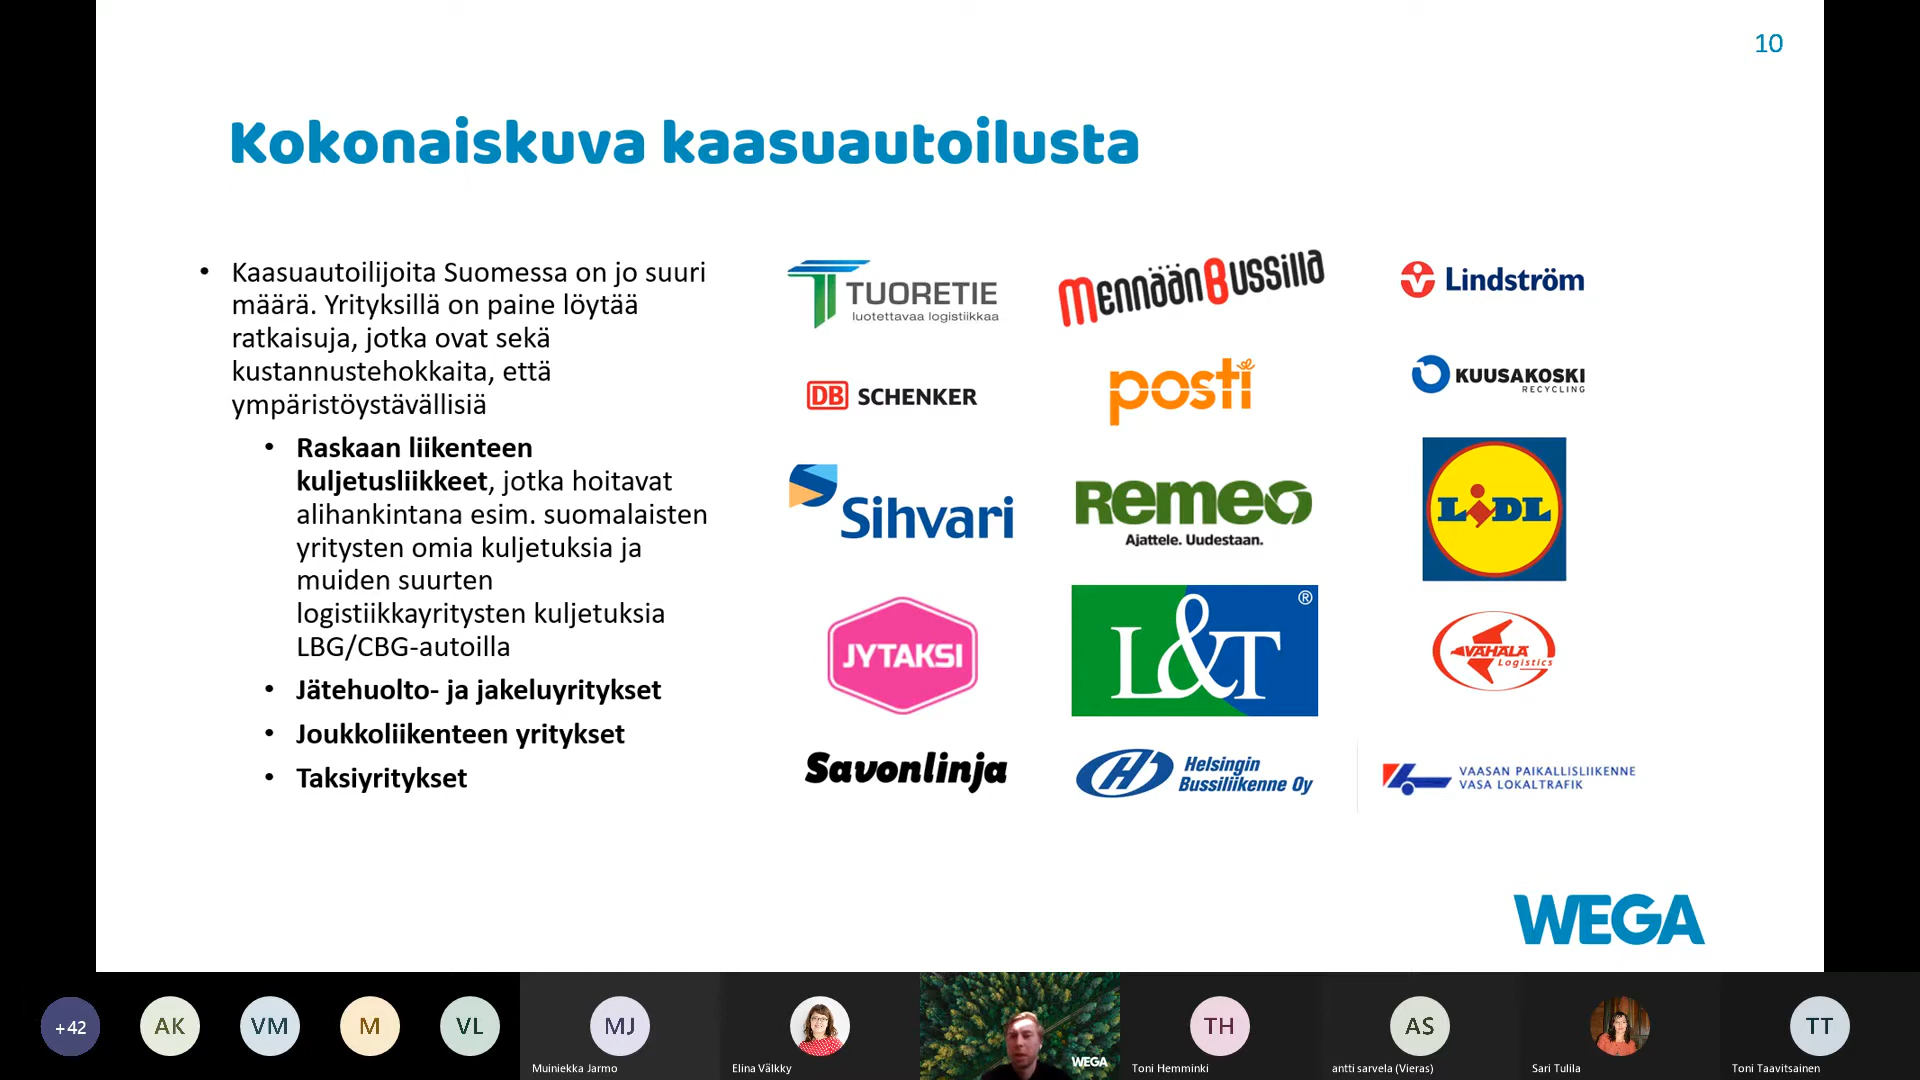 10
Kokonaiskuva kaasuautoilusta
• Kaasuautoilijoita Suomessa on jo suuri
määrä. Yrityksillä on paine löytää
ratkaisuja, jotka ovat sekä
kustannustehokkaita, että
ympäristöystävällisiä
• Raskaan liikenteen
kuljetusliikkeet, jotka hoitavat
alihankintana esim. suomalaisten
yritysten omia kuljetuksia ja
muiden suurten
logistiikkayritysten kuljetuksia
LBG/CBG-autoilla
• Jätehuolto- ja jakeluyritykset
• Joukkoliikenteen yritykset
• Taksiyritykset
TUORETIE
luotettavaa logistiikkaa
mennäänBussilla
Lindström
DB SCHENKER
posti
KUUSAKOSKI
RECYCLING
Sihvari
Remeo
Ajattele. Uudestaan.
LiDL
JYTAKSI
L&T ®
VÄHÄLÄ
Logistics
Savonlinja
H Helsingin
Bussiliikenne Oy
VAASAN PAIKALLISLIIKENNE
VASA LOKALTRAFIK
WEGA
+42
AK
VM
M
VL
MJ
TH
AS
TT
WEGA
Muiniekka Jarmo
Elina Välkky
Toni Hemminki
antti sarvela (Vieras)
Sari Tulila
Toni Taavitsainen